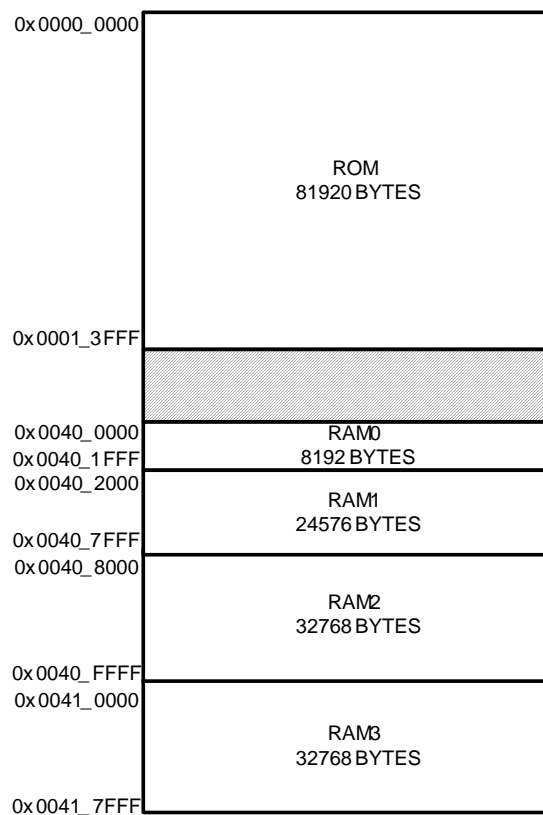 0x0000_0000
ROM
81920 BYTES
0x0001_3FFF
0x0040_0000
RAM0
0x0040_1FFF
8192 BYTES
0x0040_2000
RAM1
24576 BYTES
0x0040_7FFF
0x0040_8000
RAM2
32768 BYTES
0x0040_FFFF
0x0041_0000
RAM3
32768 BYTES
0x0041_7FFF